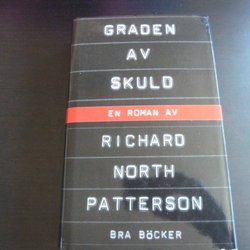 GRADEN
AV
SKULD
EN ROMAN AV
RICHARD
NORTH
PATTERSON
BRA BÖCKER